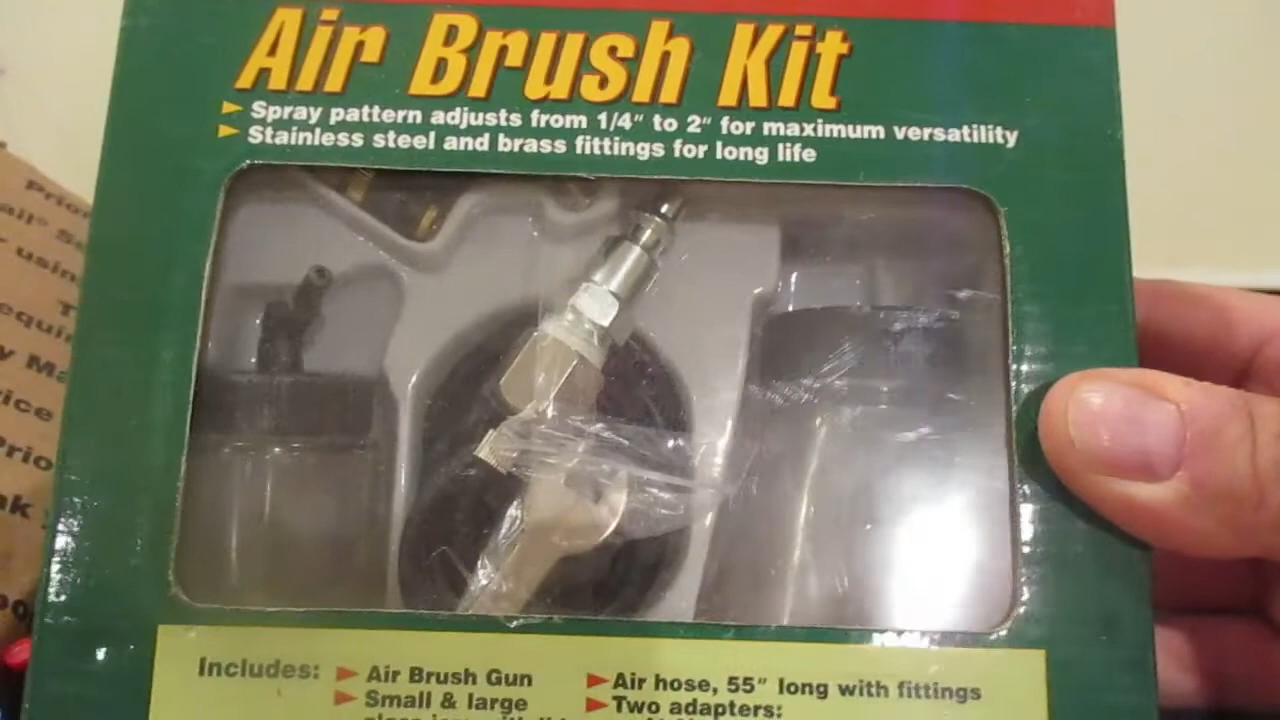 Air Brush Kit
Spray pattern adjusts from 1/4" to 2" for maximum versatility
Stainless steel and brass fittings for long life
Includes:
Air Brush Gun
Small & large
Air hose, 55" long with fittings
Two adapters:
using